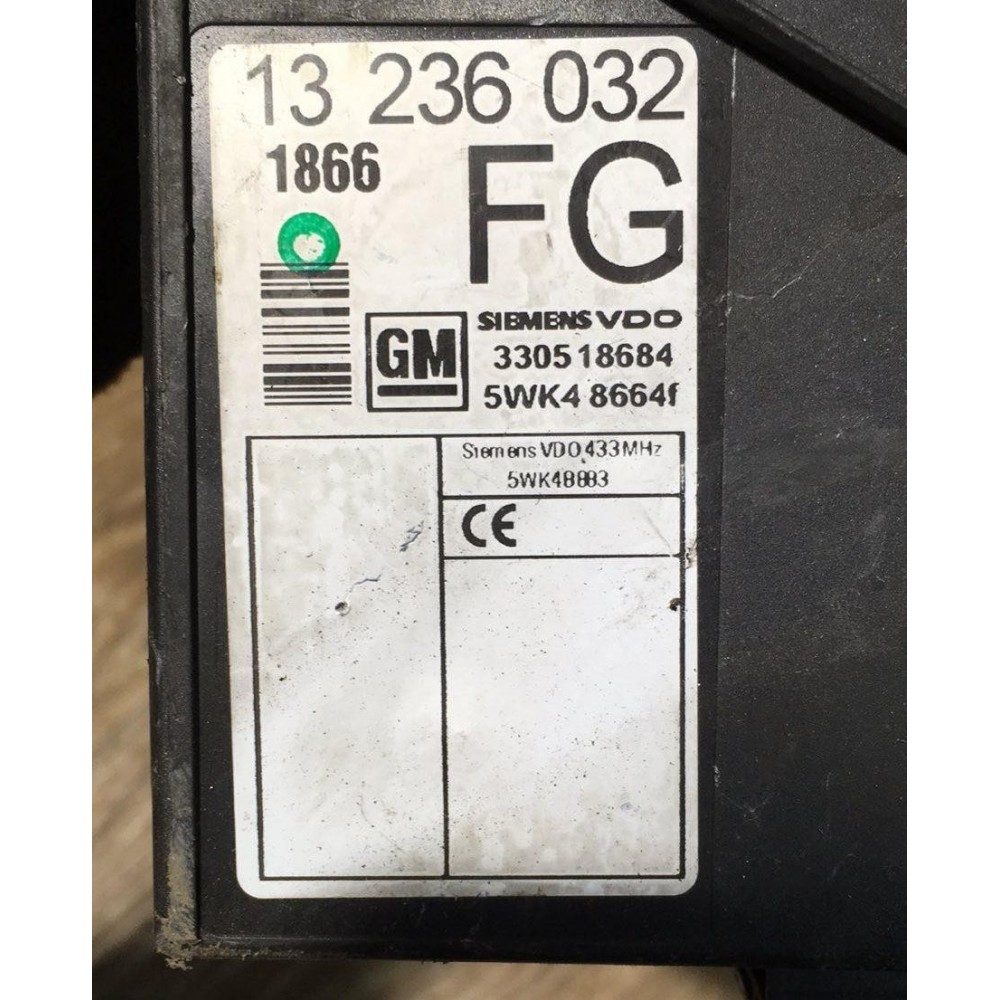 13 236 032
1866
FG
SIEMENS VDO
330518684
GM
5WK4 8664f
Siemens VDO 433MHz
5WK48883
CE